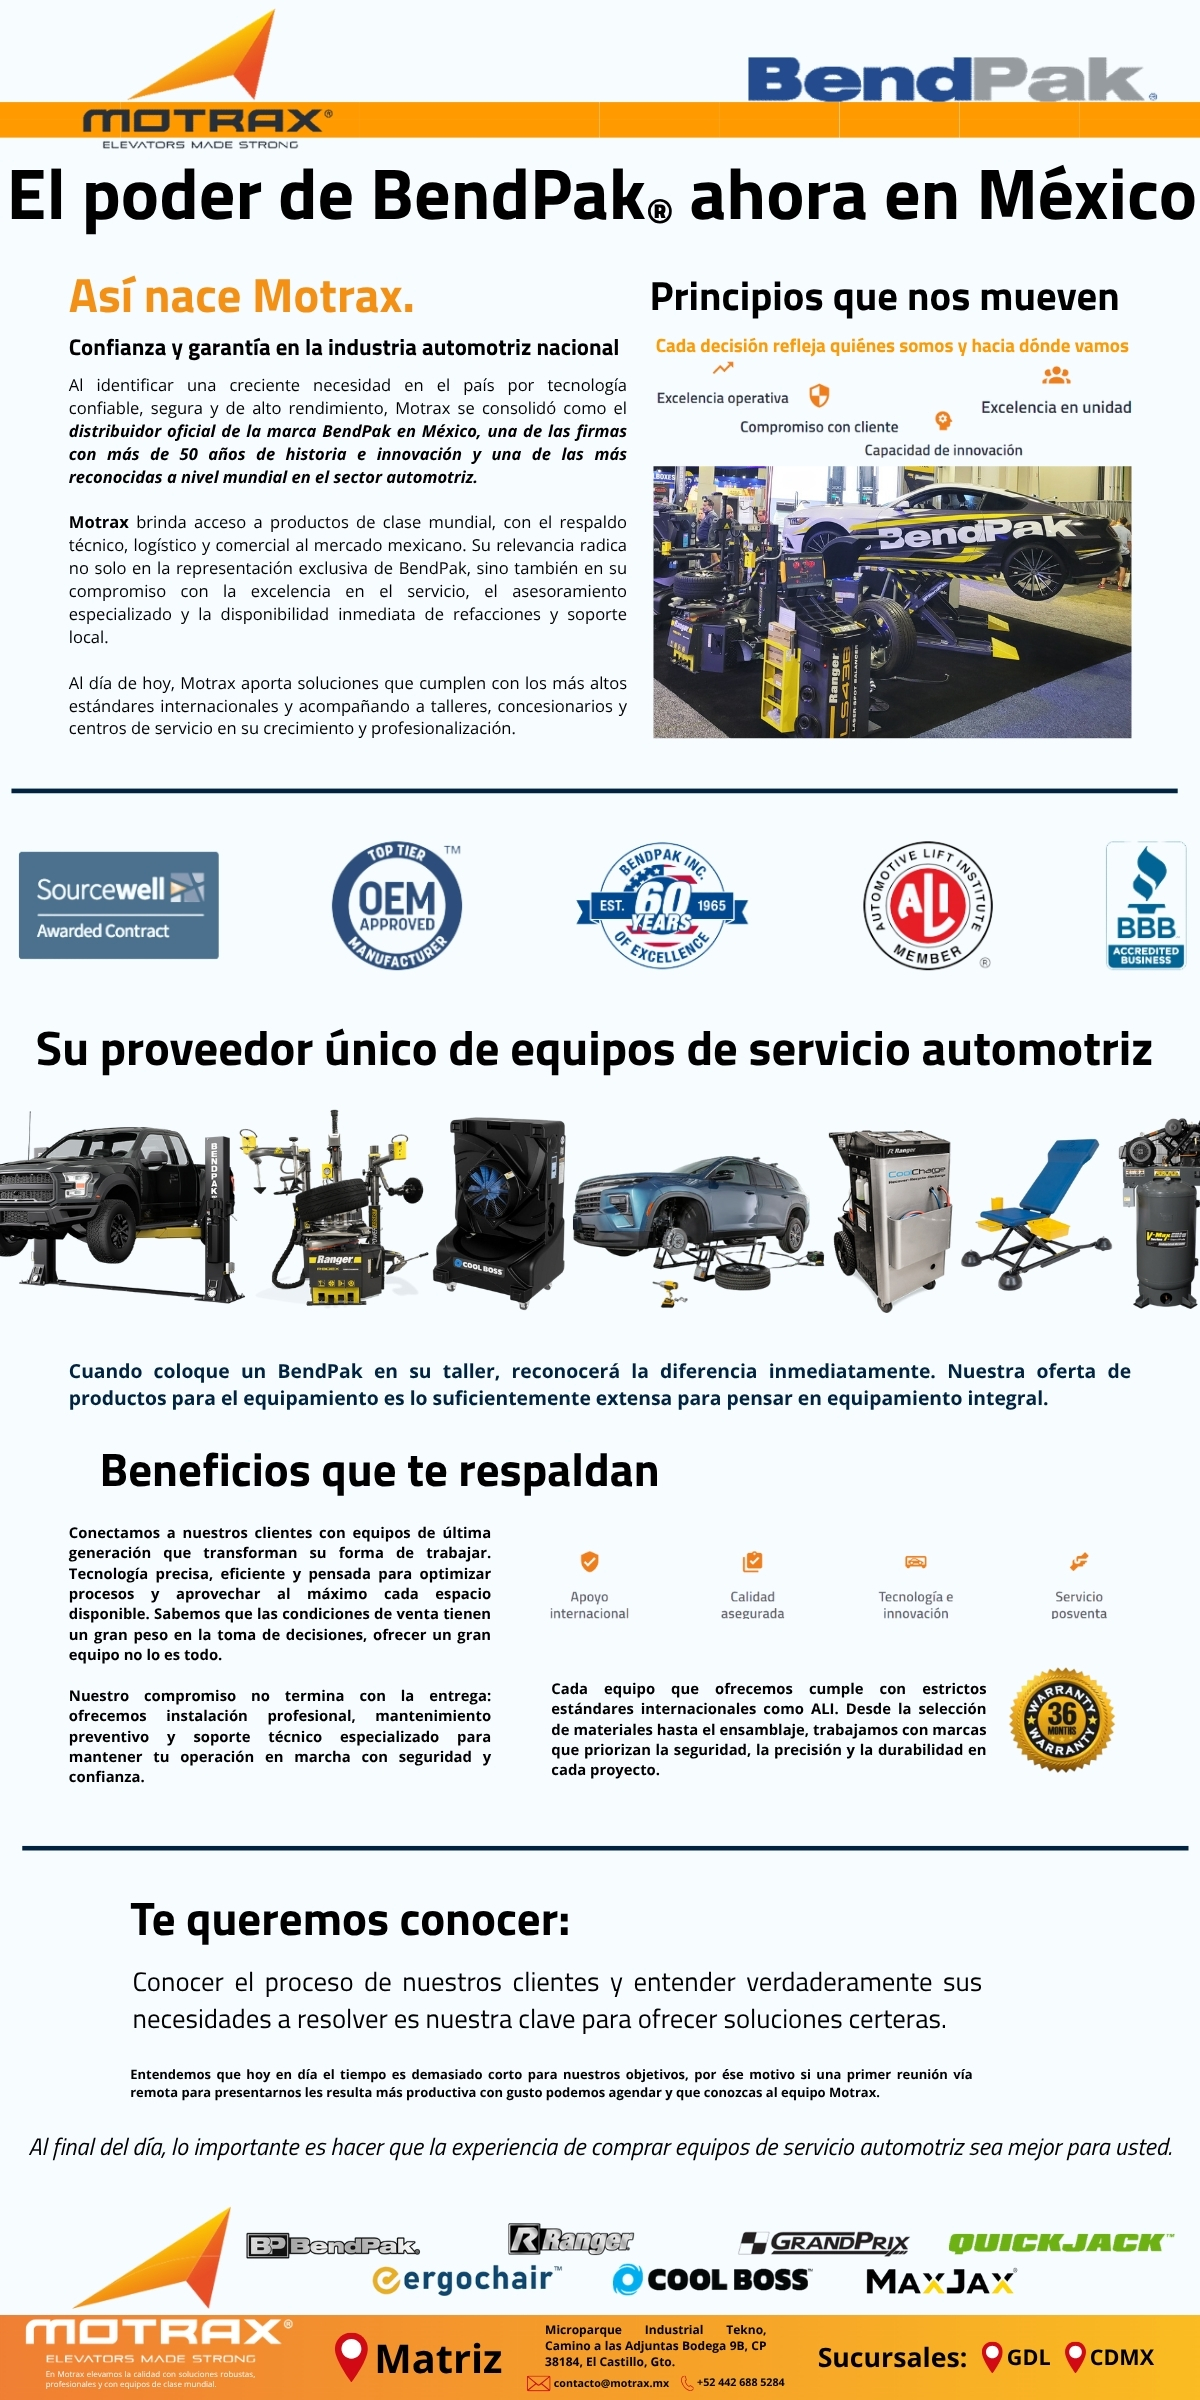 MOTRAX®
ELEVATORS MADE STRONG
BendPak®
El poder de BendPak® ahora en México
Así nace Motrax.
Confianza y garantía en la industria automotriz nacional
Al identificar una creciente necesidad en el país por tecnología
confiable, segura y de alto rendimiento, Motrax se consolidó como el
distribuidor oficial de la marca BendPak en México, una de las firmas
con más de 50 años de historia e innovación y una de las más
reconocidas a nivel mundial en el sector automotriz.
Motrax brinda acceso a productos de clase mundial, con el respaldo
técnico, logístico y comercial al mercado mexicano. Su relevancia radica
no solo en la representación exclusiva de BendPak, sino también en su
compromiso con la excelencia en el servicio, el asesoramiento
especializado y la disponibilidad inmediata de refacciones y soporte
local.
Al día de hoy, Motrax aporta soluciones que cumplen con los más altos
estándares internacionales y acompañando a talleres, concesionarios y
centros de servicio en su crecimiento y profesionalización.
Principios que nos mueven
Cada decisión refleja quiénes somos y hacia dónde vamos
Excelencia operativa
Compromiso con cliente
Capacidad de innovación
Excelencia en unidad
BendPak
Ranger
LS43B
LASER SPOT BALANCER
Sourcewell
Awarded Contract
TOP TIER
OEM
APPROVED
MANUFACTURER
TM
BENDPAK INC.
EST. 60 1965
YEARS
OF EXCELLENCE
AUTOMOTIVE LIFT INSTITUTE
ALI
MEMBER
®
BBB
ACCREDITED
BUSINESS
Su proveedor único de equipos de servicio automotriz
BENDPAK
Ranger
COOL BOSS
Ranger
CoolCharge
V-Max
Cuando coloque un BendPak en su taller, reconocerá la diferencia inmediatamente. Nuestra oferta de
productos para el equipamiento es lo suficientemente extensa para pensar en equipamiento integral.
Beneficios que te respaldan
Conectamos a nuestros clientes con equipos de última
generación que transforman su forma de trabajar.
Tecnología precisa, eficiente y pensada para optimizar
procesos y aprovechar al máximo cada espacio
disponible. Sabemos que las condiciones de venta tienen
un gran peso en la toma de decisiones, ofrecer un gran
equipo no lo es todo.
Nuestro compromiso no termina con la entrega:
ofrecemos instalación profesional, mantenimiento
preventivo y soporte técnico especializado para
mantener tu operación en marcha con seguridad y
confianza.
Apoyo
internacional
Calidad
asegurada
Tecnología e
innovación
Servicio
posventa
Cada equipo que ofrecemos cumple con estrictos
estándares internacionales como ALI. Desde la selección
de materiales hasta el ensamblaje, trabajamos con marcas
que priorizan la seguridad, la precisión y la durabilidad en
cada proyecto.
WARRANTY
36
MONTHS
WARRANTY
Te queremos conocer:
Conocer el proceso de nuestros clientes y entender verdaderamente sus
necesidades a resolver es nuestra clave para ofrecer soluciones certeras.
Entendemos que hoy en día el tiempo es demasiado corto para nuestros objetivos, por ése motivo si una primer reunión vía
remota para presentarnos les resulta más productiva con gusto podemos agendar y que conozcas al equipo Motrax.
Al final del día, lo importante es hacer que la experiencia de comprar equipos de servicio automotriz sea mejor para usted.
BP BendPak.
R Ranger
GRANDPRIX
QUICKJACK™
ergochair™
COOL BOSS™
MAXJAX®
MOTRAX®
ELEVATORS MADE STRONG
En Motrax elevamos la calidad con soluciones robustas,
profesionales y con equipos de clase mundial.
Matriz
Microparque Industrial Tekno,
Camino a las Adjuntas Bodega 9B, CP
38184, El Castillo, Gto.
contacto@motrax.mx +52 442 688 5284
Sucursales: GDL CDMX